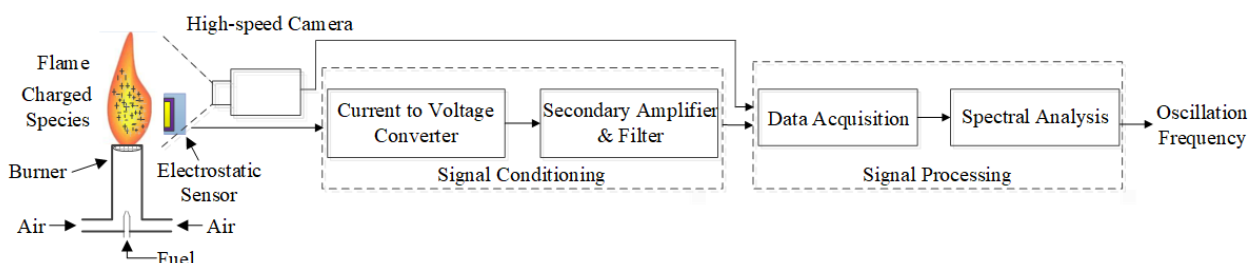 High-speed Camera
Flame
Charged
Species
Burner
Electrostatic
Sensor
Air
Air
Fuel
Current to Voltage
Converter
Secondary Amplifier
& Filter
Signal Conditioning
Data Acquisition
Spectral Analysis
Signal Processing
Oscillation
Frequency